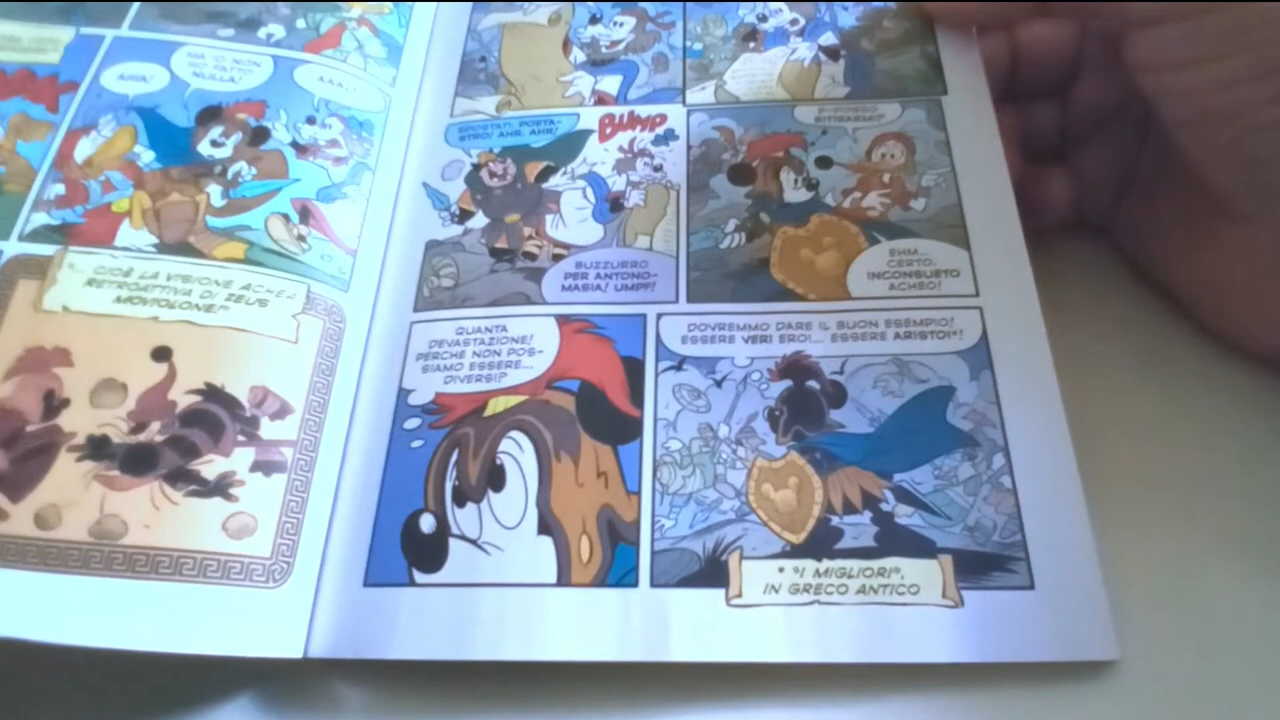 AHIA!
MA IO NON
HO FATTO
NULLA!
AAA!
CIOÈ LA VISIONE ACHEA
RETROATTIVA DI ZEUS
MOVIOLONE!"
SPOSTATI, POSTA-
STRO! AHR, AHR!
BUMP
BUZZURRO
PER ANTONO-
MASIA! UMPF!
P-POSSO
RITIRARMI?
EHM...
CERTO,
INCONSUETO
ACHEO!
QUANTA
DEVASTAZIONE!
PERCHÉ NON POS-
SIAMO ESSERE...
DIVERSI?
DOVREMMO DARE IL BUON ESEMPIO!
ESSERE VERI EROI... ESSERE ARISTOI*!
* "I MIGLIORI",
IN GRECO ANTICO